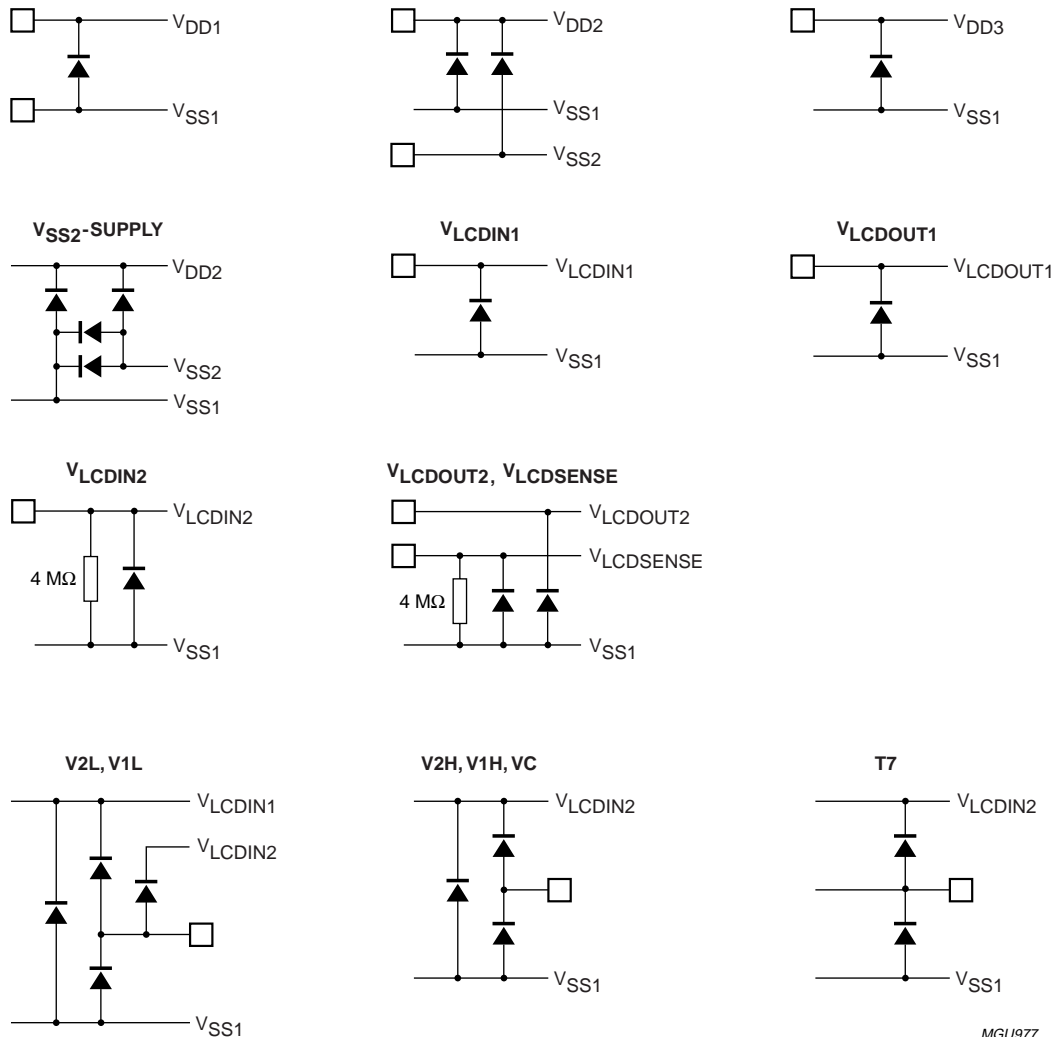 VDD1
VSS1
VDD2
VSS1
VSS2
VDD3
VSS1
VSS2-SUPPLY
VDD2
VSS2
VSS1
VLCDIN1
VLCDIN1
VSS1
VLCDOUT1
VLCDOUT1
VSS1
VLCDIN2
VLCDIN2
4 MΩ
VSS1
VLCDOUT2, VLCDSENSE
VLCDOUT2
VLCDSENSE
4 MΩ
VSS1
V2L, V1L
VLCDIN1
VLCDIN2
VSS1
V2H, V1H, VC
VLCDIN2
VSS1
T7
VLCDIN2
VSS1
MGU977